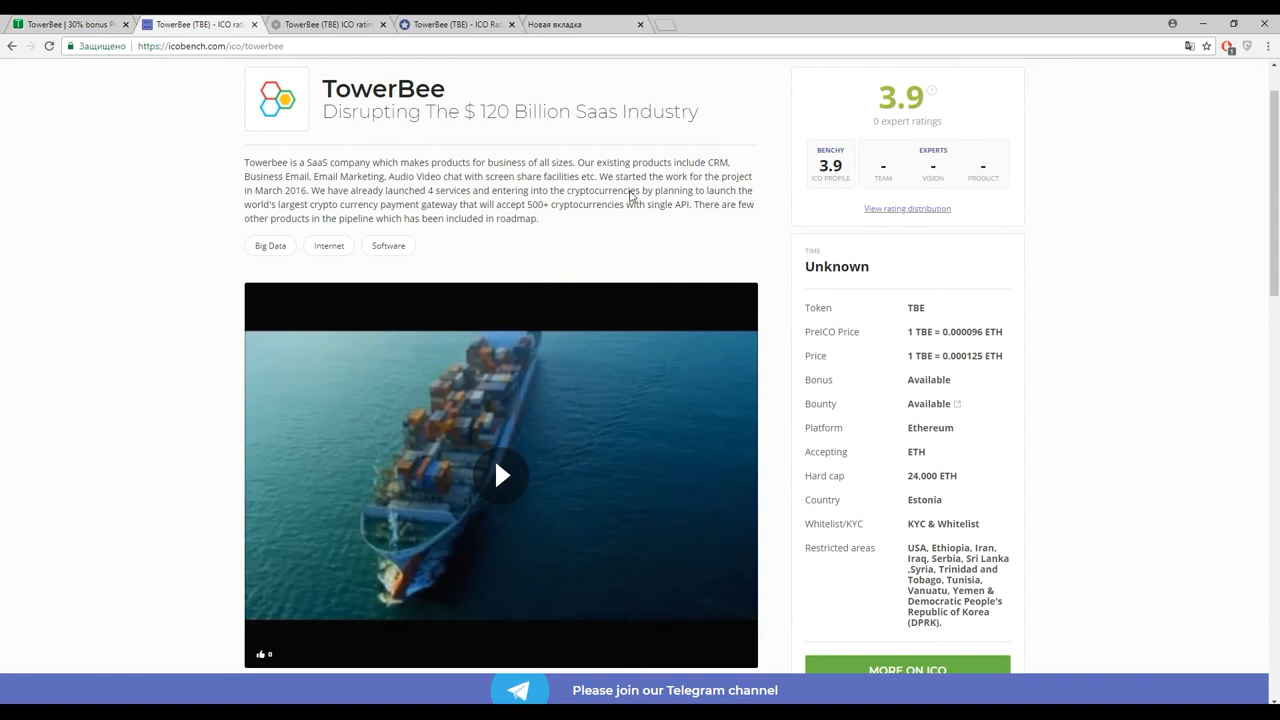 TowerBee | 30% bonus P
TowerBee (TBE) - ICO rati
TowerBee (TBE) ICO rating
TowerBee (TBE) - ICO Rat
Новая вкладка
Защищено
https://icobench.com/ico/towerbee
1
TowerBee
Disrupting The $ 120 Billion Saas Industry
Towerbee is a SaaS company which makes products for business of all sizes. Our existing products include CRM,
Business Email, Email Marketing, Audio Video chat with screen share facilities etc. We started the work for the project
in March 2016. We have already launched 4 services and entering into the cryptocurrencies by planning to launch the
world's largest crypto currency payment gateway that will accept 500+ cryptocurrencies with single API. There are few
other products in the pipeline which has been included in roadmap.
Big Data
Internet
Software
0
3.9
?
0 expert ratings
BENCHY
3.9
ICO PROFILE
EXPERTS
- - -
TEAM VISION PRODUCT
View rating distribution
TIME
Unknown
Token TBE
PreICO Price 1 TBE = 0.000096 ETH
Price 1 TBE = 0.000125 ETH
Bonus Available
Bounty Available
Platform Ethereum
Accepting ETH
Hard cap 24,000 ETH
Country Estonia
Whitelist/KYC KYC & Whitelist
Restricted areas USA, Ethiopia, Iran,
Iraq, Serbia, Sri Lanka
,Syria, Trinidad and
Tobago, Tunisia,
Vanuatu, Yemen &
Democratic People's
Republic of Korea
(DPRK).
MORE ON ICO
Please join our Telegram channel